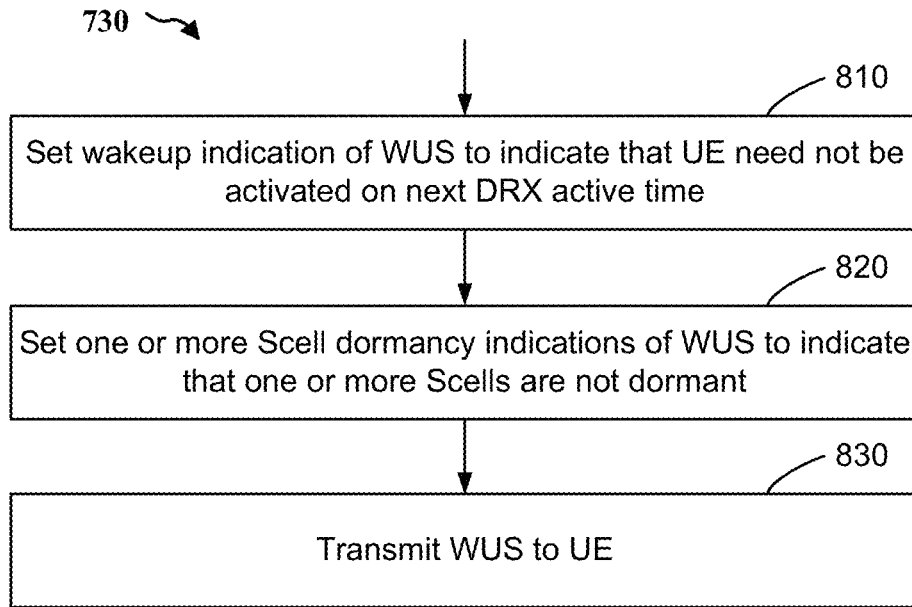 730
810
Set wakeup indication of WUS to indicate that UE need not be
activated on next DRX active time
820
Set one or more Scell dormancy indications of WUS to indicate
that one or more Scells are not dormant
830
Transmit WUS to UE